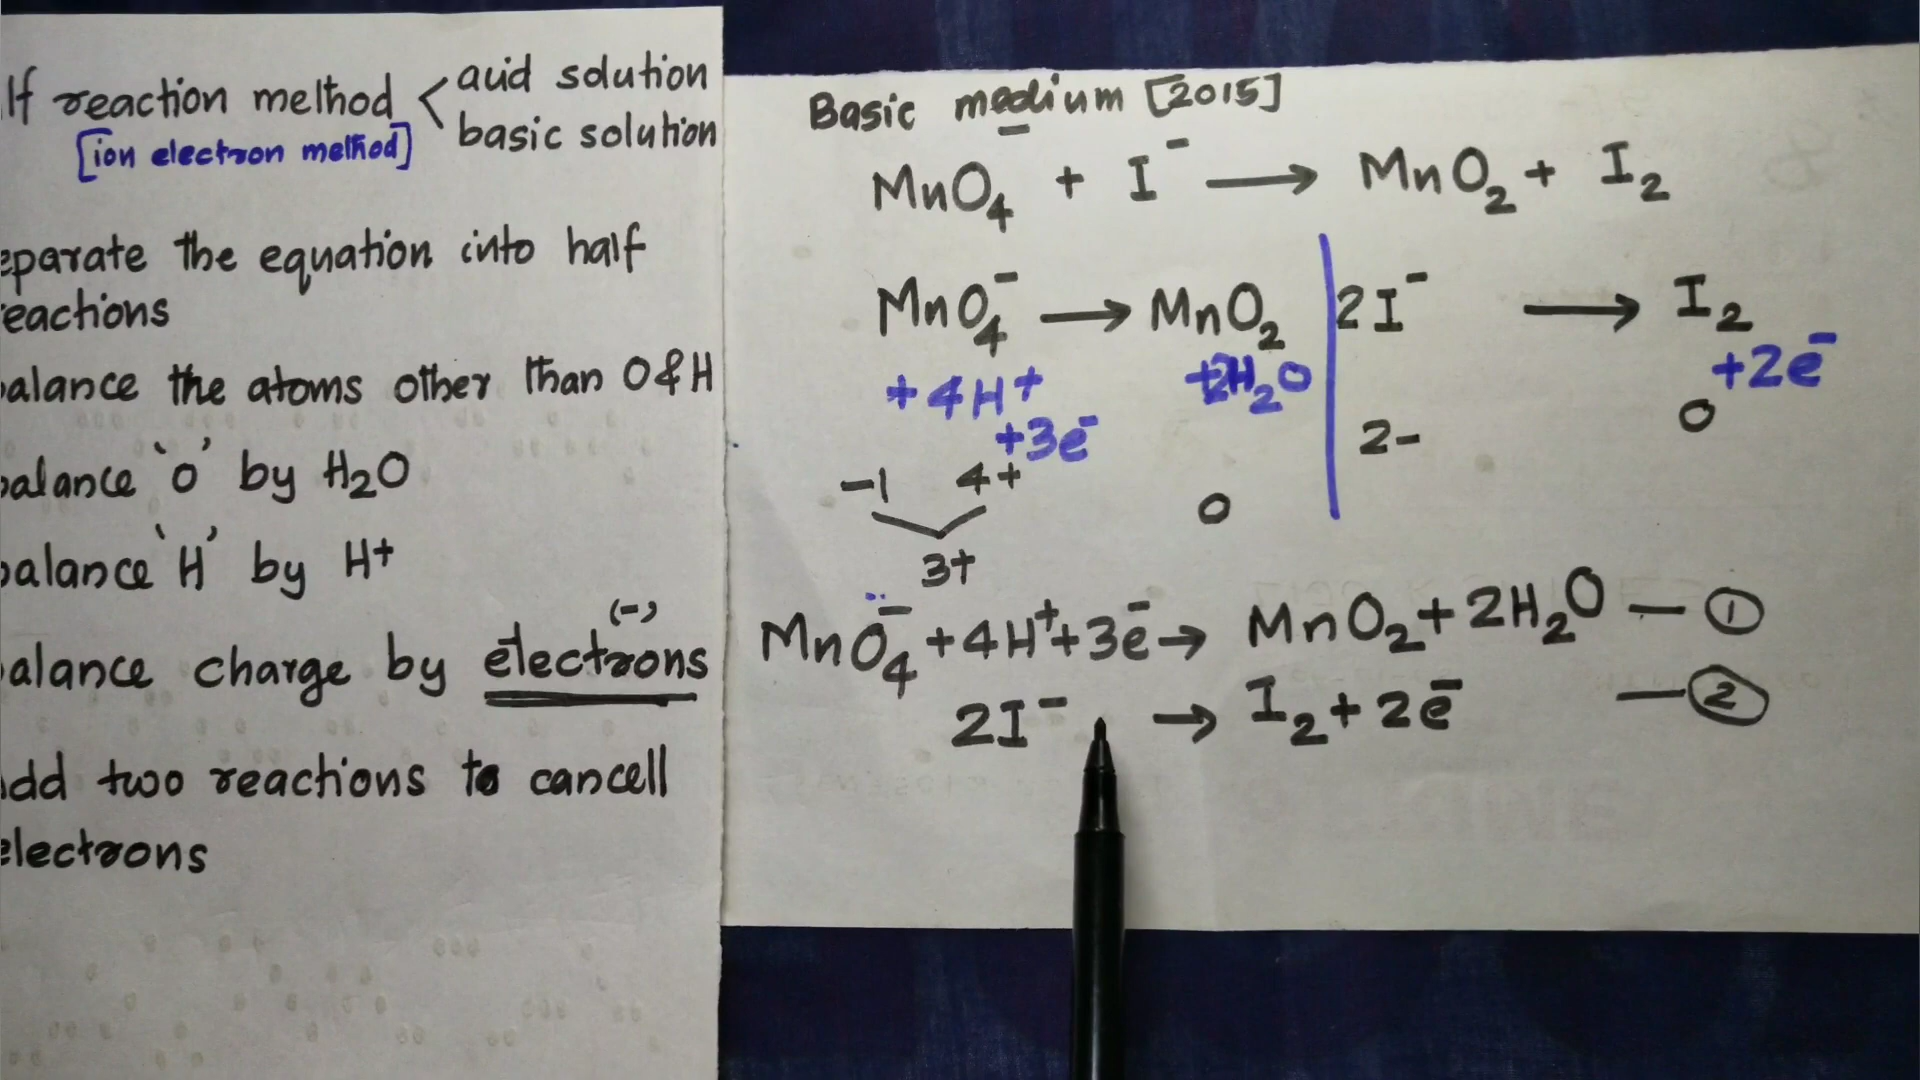 lf reaction method < acid solution
basic solution
[ion electron method]
eparate the equation into half
eactions
alance the atoms other than O & H
balance 'o' by H2O
balance 'H' by H+
(-)
alance charge by electrons
dd two reactions to cancell
electrons
Basic medium [2015]
MnO4⁻ + I⁻ → MnO2 + I2
MnO4⁻ → MnO2 | 2I⁻ → I2
+4H+ +2H2O +2e⁻
+3e⁻ 2- 0
-1 4+ 0
3+
MnO4⁻ + 4H⁺ + 3e⁻ → MnO2 + 2H2O — ①
2I⁻ → I2 + 2e⁻ — ②